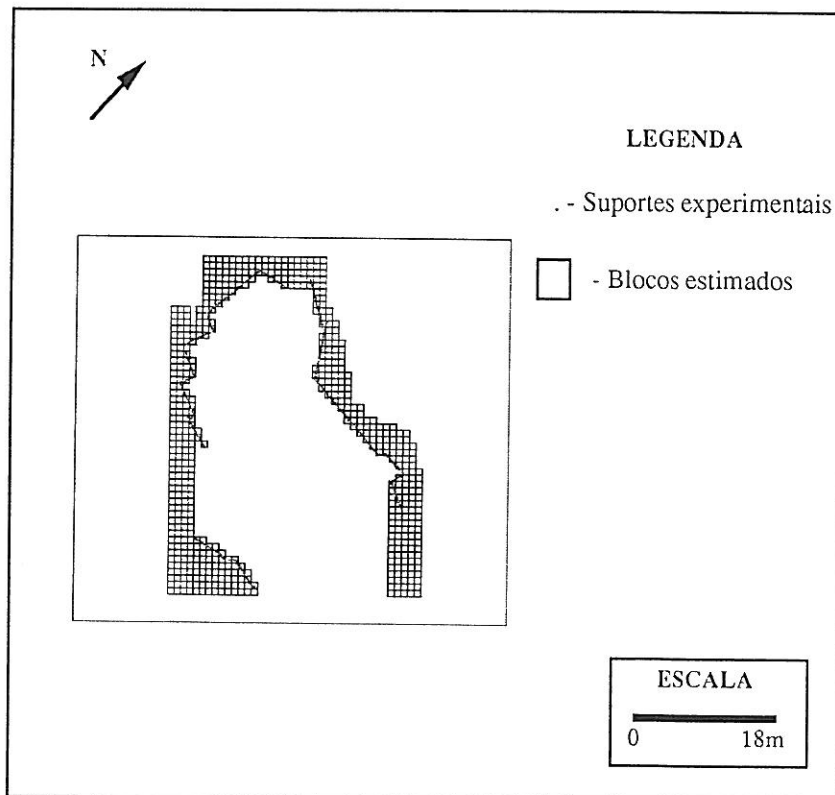 N
LEGENDA
. - Suportes experimentais
- Blocos estimados
ESCALA
0 18m